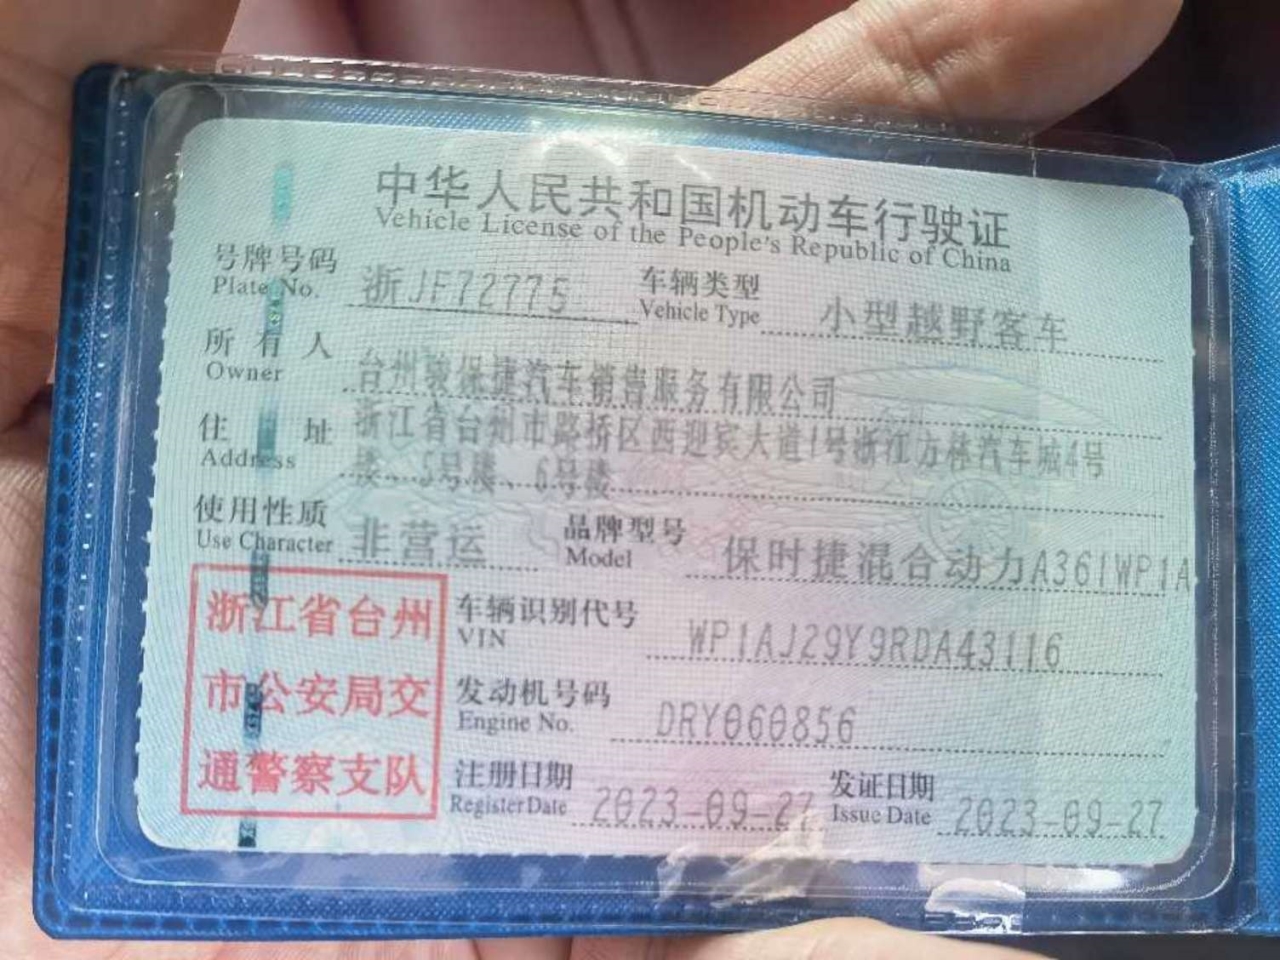 中华人民共和国机动车行驶证
Vehicle License of the People's Republic of China
号牌号码 浙JF72775 车辆类型 小型越野客车
Plate No. Vehicle Type
所有人 台州骏保捷汽车销售服务有限公司
Owner
住址 浙江省台州市路桥区西迎宾大道1号浙江方林汽车城4号
Address 楼、5号楼、6号楼
使用性质 非营运 品牌型号 保时捷混合动力A361WP1A
Use Character Model
浙江省台州
市公安局交
通警察支队
车辆识别代号 WP1AJ29Y9RDA43116
VIN
发动机号码 DRY060856
Engine No.
注册日期 2023-09-27 发证日期 2023-09-27
Register Date Issue Date